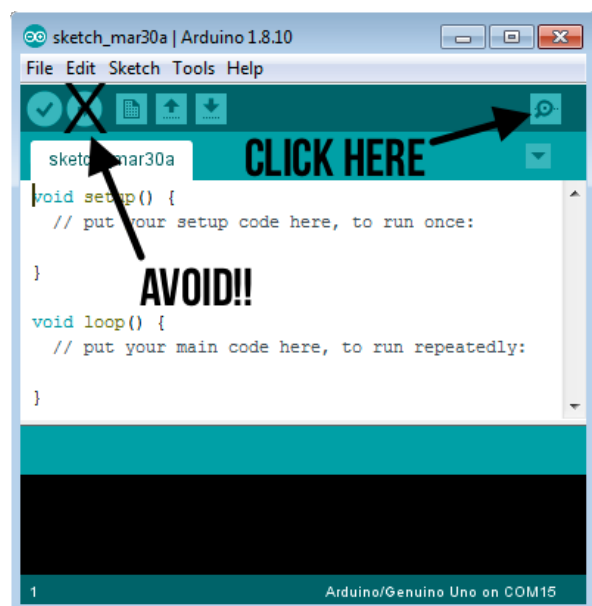 sketch_mar30a | Arduino 1.8.10
File Edit Sketch Tools Help
CLICK HERE
sketch_mar30a
void setup() {
// put your setup code here, to run once:
}
AVOID!!
void loop() {
// put your main code here, to run repeatedly:
}
1 Arduino/Genuino Uno on COM15